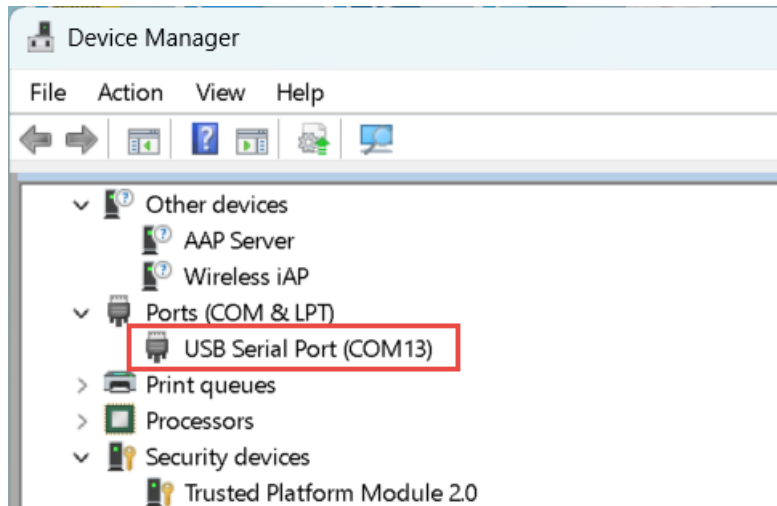 Device Manager
File Action View Help
Other devices
AAP Server
Wireless iAP
Ports (COM & LPT)
USB Serial Port (COM13)
Print queues
Processors
Security devices
Trusted Platform Module 2.0